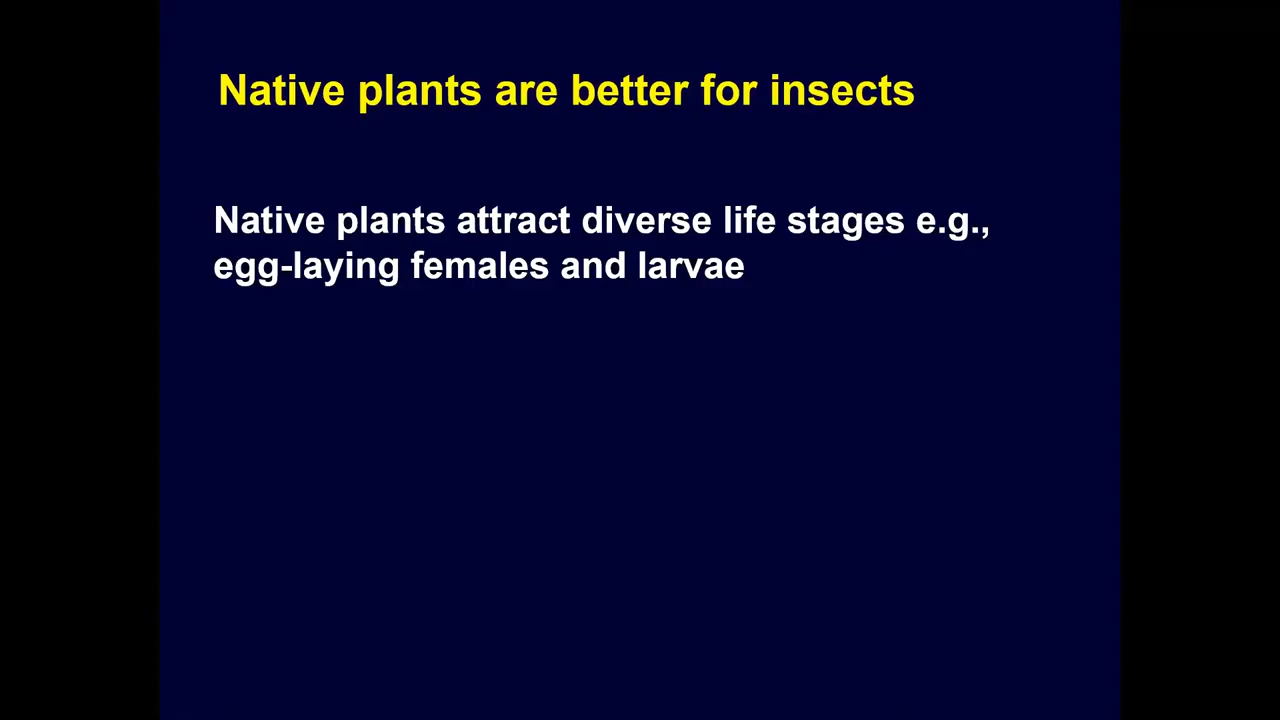 Native plants are better for insects
Native plants attract diverse life stages e.g.,
egg-laying females and larvae